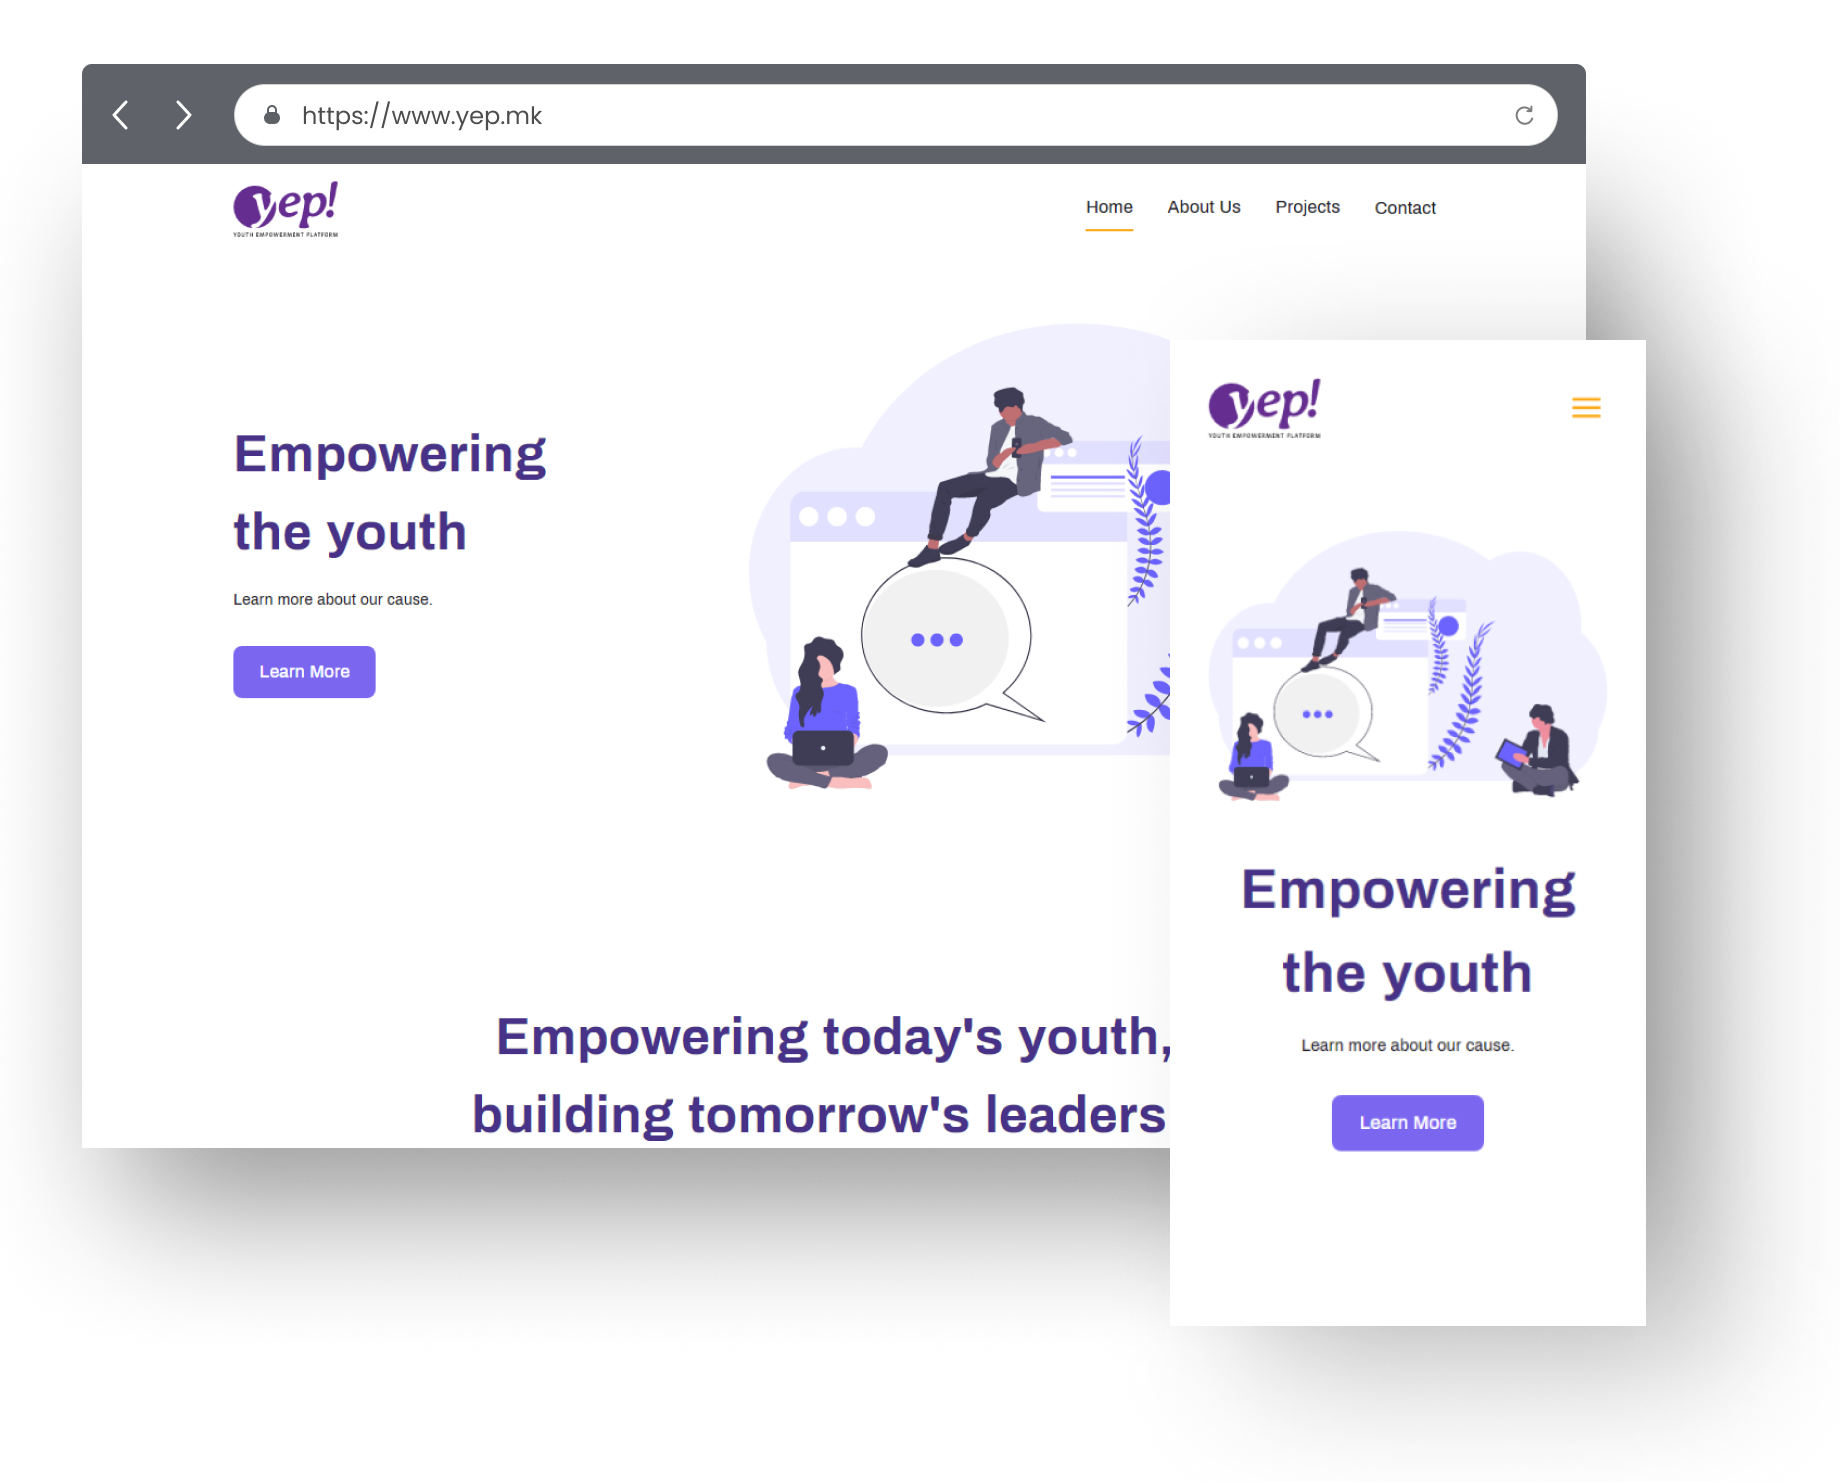 https://www.yep.mk
yep!
YOUTH EMPOWERMENT PLATFORM
Home
About Us
Projects
Contact
Empowering
the youth
Learn more about our cause.
Learn More
Empowering today's youth,
building tomorrow's leaders
yep!
YOUTH EMPOWERMENT PLATFORM
Empowering
the youth
Learn more about our cause.
Learn More